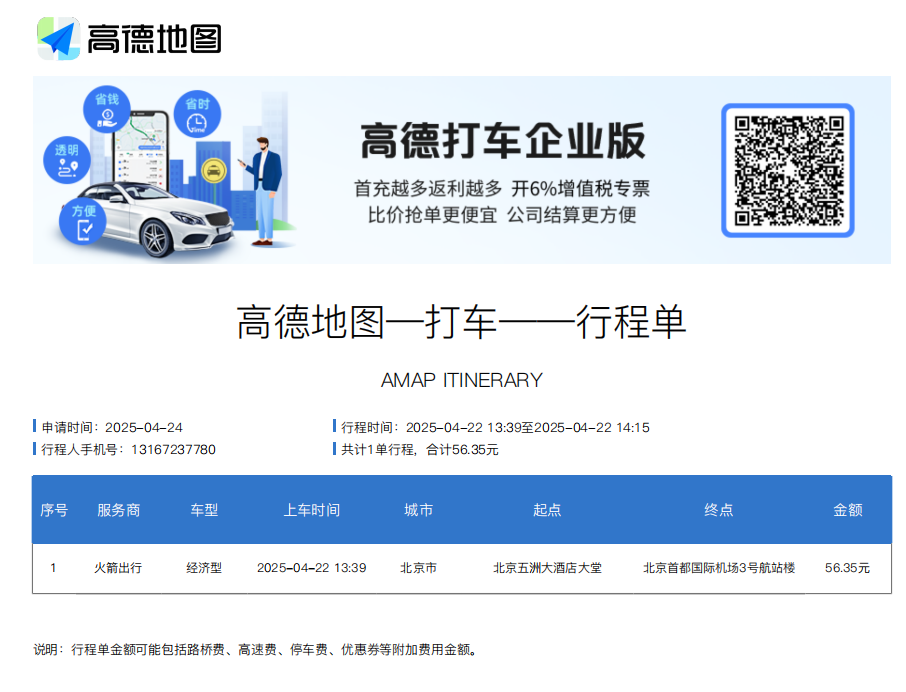 高德地图
省钱
省时
Time
透明
方便
高德打车企业版
首充越多返利越多 开6%增值税专票
比价抢单更便宜 公司结算更方便
高德地图—打车——行程单
AMAP ITINERARY
申请时间：2025-04-24 行程时间：2025-04-22 13:39至2025-04-22 14:15
行程人手机号：13167237780 共计1单行程，合计56.35元
序号 服务商 车型 上车时间 城市 起点 终点 金额
1 火箭出行 经济型 2025-04-22 13:39 北京市 北京五洲大酒店大堂 北京首都国际机场3号航站楼 56.35元
说明：行程单金额可能包括路桥费、高速费、停车费、优惠券等附加费用金额。